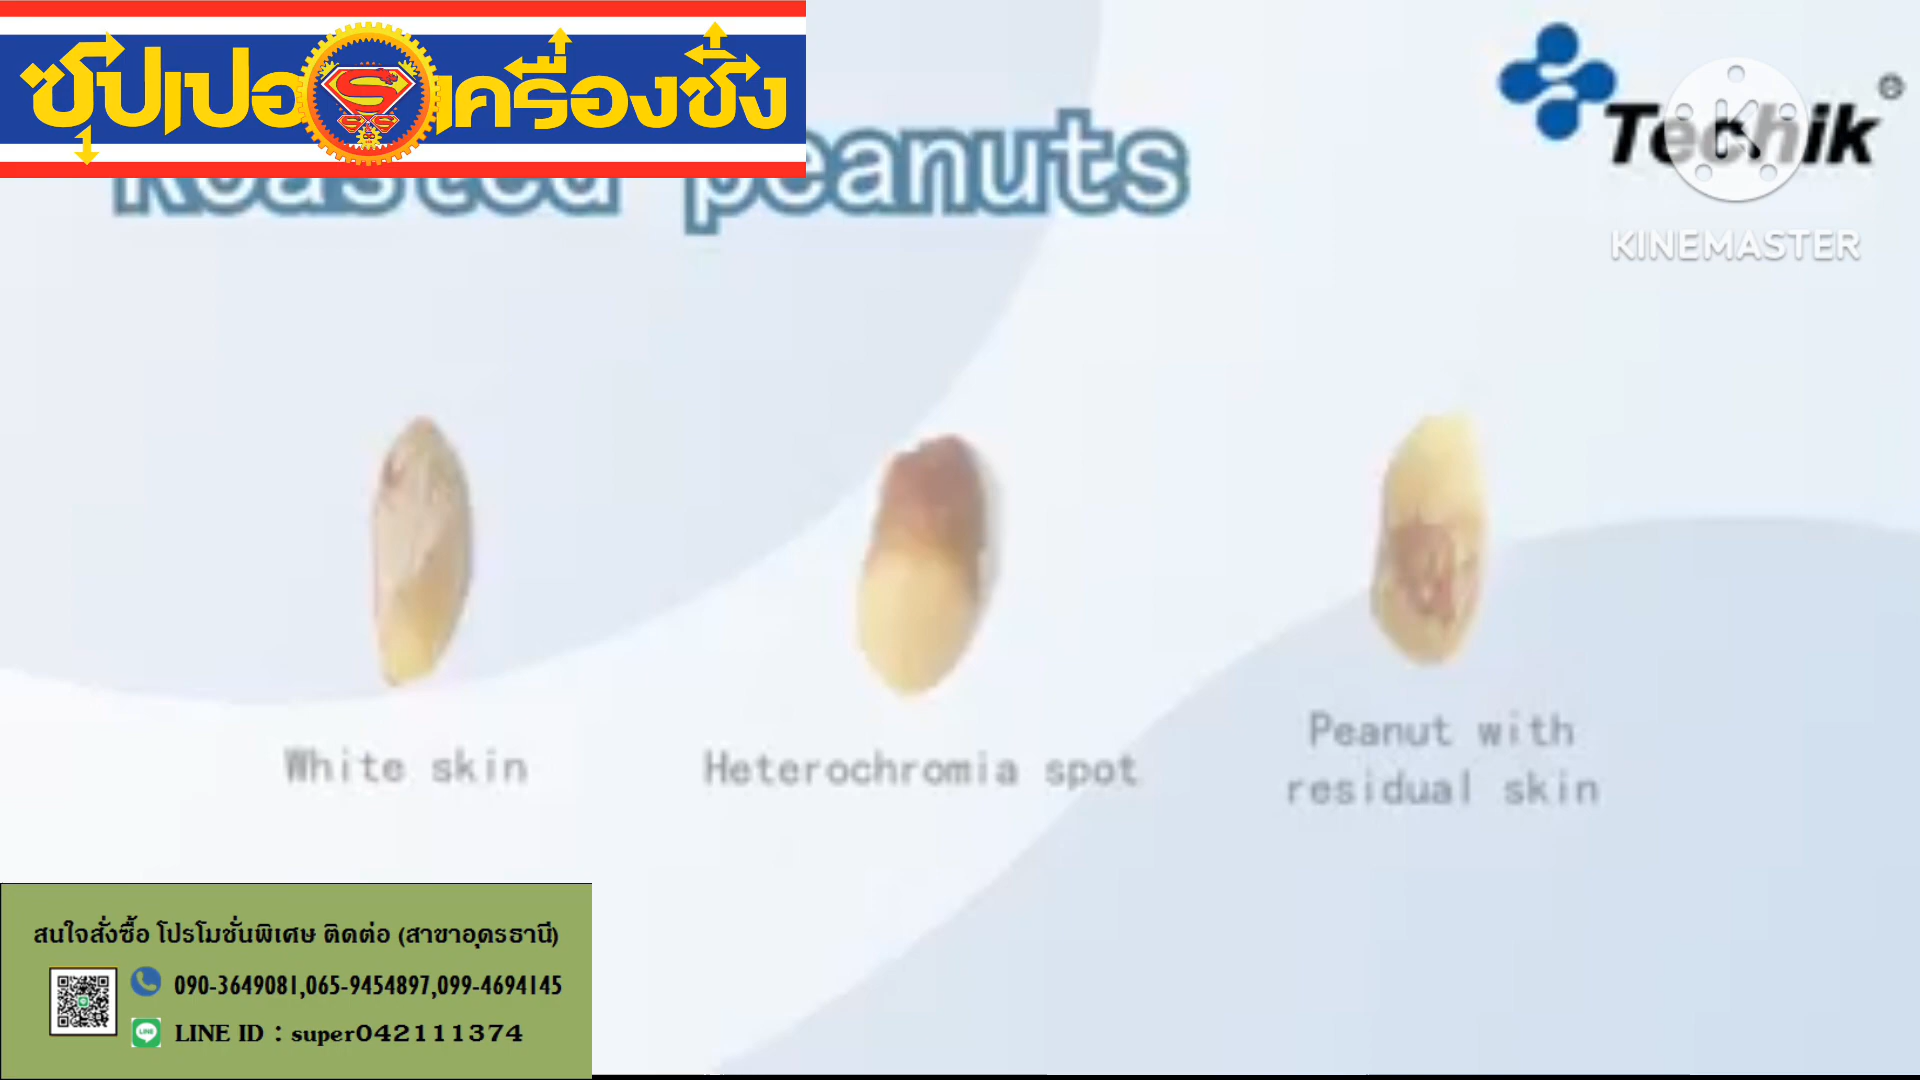 ซุปเปอร์เครื่องชั่ง
Roasted peanuts
Techik®
KINEMASTER
White skin
Heterochromia spot
Peanut with
residual skin
สนใจสั่งซื้อ โปรโมชั่นพิเศษ ติดต่อ (สาขาอุดรธานี)
090-3649081,065-9454897,099-4694145
LINE ID : super042111374